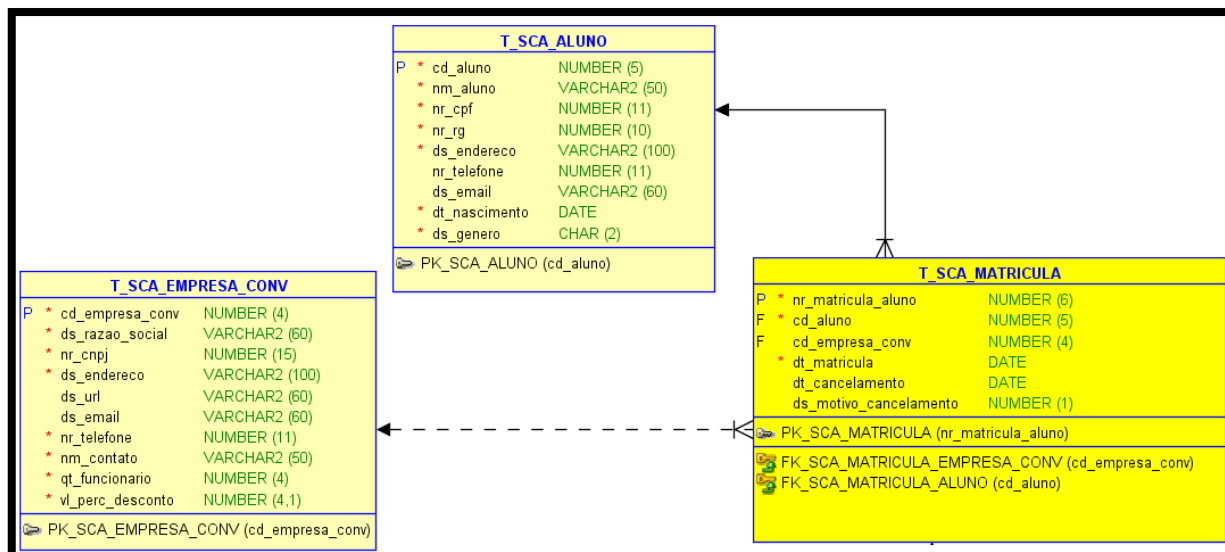 T_SCA_ALUNO
P * cd_aluno NUMBER (5)
* nm_aluno VARCHAR2 (50)
* nr_cpf NUMBER (11)
* nr_rg NUMBER (10)
* ds_endereco VARCHAR2 (100)
nr_telefone NUMBER (11)
ds_email VARCHAR2 (60)
* dt_nascimento DATE
* ds_genero CHAR (2)
PK_SCA_ALUNO (cd_aluno)
T_SCA_EMPRESA_CONV
P * cd_empresa_conv NUMBER (4)
* ds_razao_social VARCHAR2 (60)
* nr_cnpj NUMBER (15)
* ds_endereco VARCHAR2 (100)
ds_url VARCHAR2 (60)
ds_email VARCHAR2 (60)
* nr_telefone NUMBER (11)
* nm_contato VARCHAR2 (50)
* qt_funcionario NUMBER (4)
* vl_perc_desconto NUMBER (4,1)
PK_SCA_EMPRESA_CONV (cd_empresa_conv)
T_SCA_MATRICULA
P * nr_matricula_aluno NUMBER (6)
F * cd_aluno NUMBER (5)
F cd_empresa_conv NUMBER (4)
* dt_matricula DATE
dt_cancelamento DATE
ds_motivo_cancelamento NUMBER (1)
PK_SCA_MATRICULA (nr_matricula_aluno)
FK_SCA_MATRICULA_EMPRESA_CONV (cd_empresa_conv)
FK_SCA_MATRICULA_ALUNO (cd_aluno)